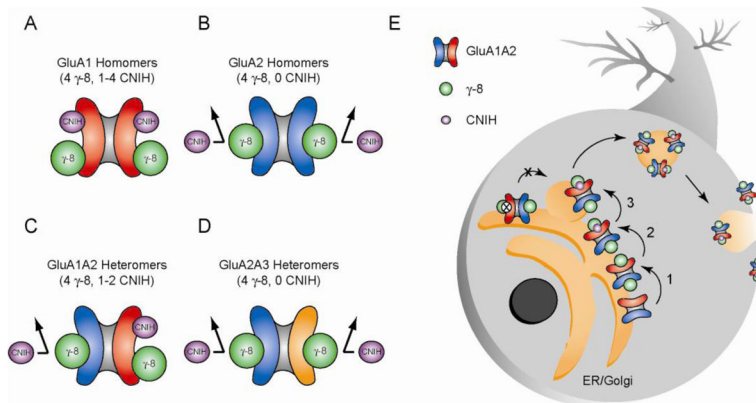 A
GluA1 Homomers
(4 γ-8, 1-4 CNIH)
CNIH
CNIH
γ-8
γ-8
B
GluA2 Homomers
(4 γ-8, 0 CNIH)
CNIH
γ-8
γ-8
CNIH
C
GluA1A2 Heteromers
(4 γ-8, 1-2 CNIH)
CNIH
γ-8
CNIH
γ-8
D
GluA2A3 Heteromers
(4 γ-8, 0 CNIH)
CNIH
γ-8
γ-8
CNIH
E
GluA1A2
γ-8
CNIH
3
2
1
ER/Golgi